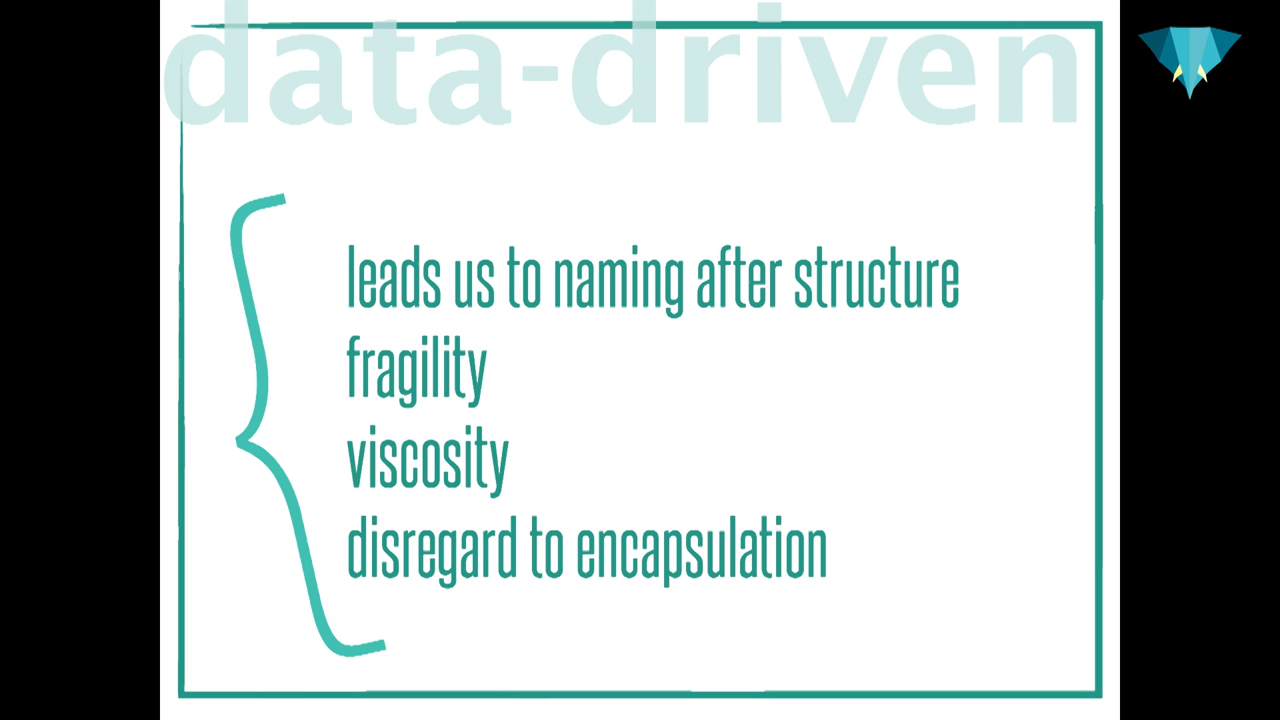 data-driven
leads us to naming after structure
fragility
viscosity
disregard to encapsulation